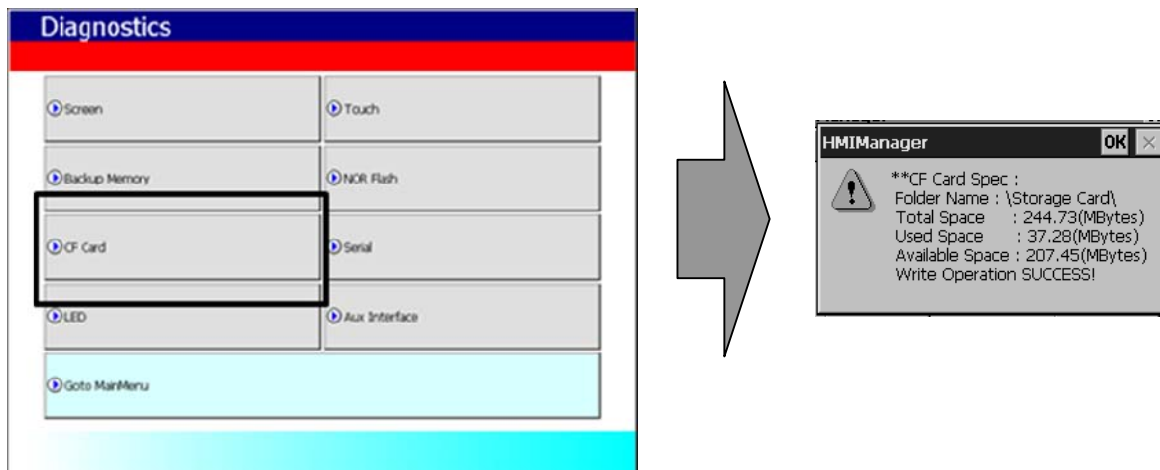 Diagnostics
Screen
Touch
Backup Memory
NOR Flash
CF Card
Serial
LED
Aux Interface
Goto MainMenu
HMIManager OK
**CF Card Spec :
Folder Name : \Storage Card\
Total Space : 244.73(MBytes)
Used Space : 37.28(MBytes)
Available Space : 207.45(MBytes)
Write Operation SUCCESS!